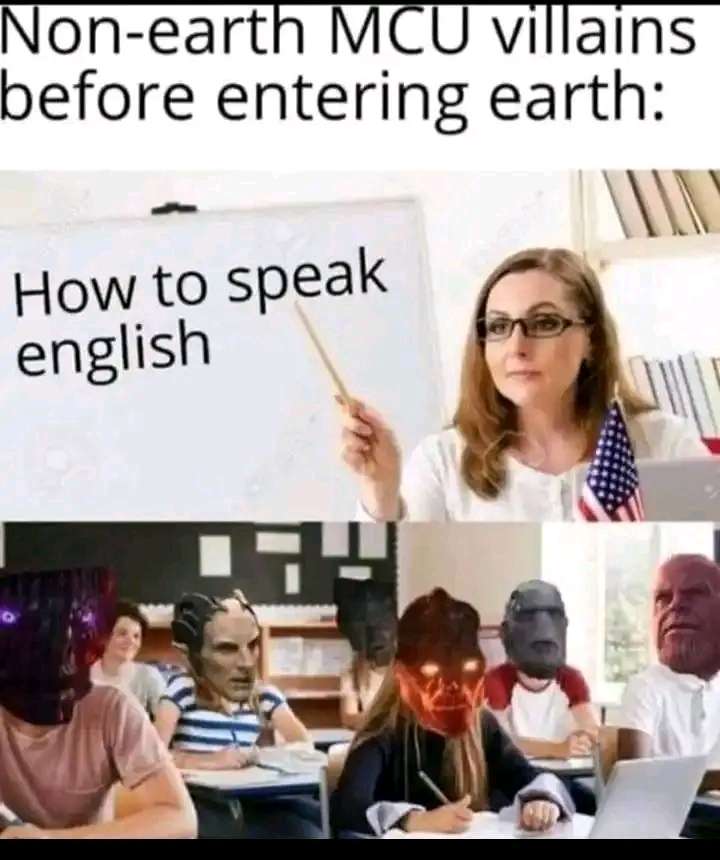 Non-earth MCU villains
before entering earth:
How to speak
english